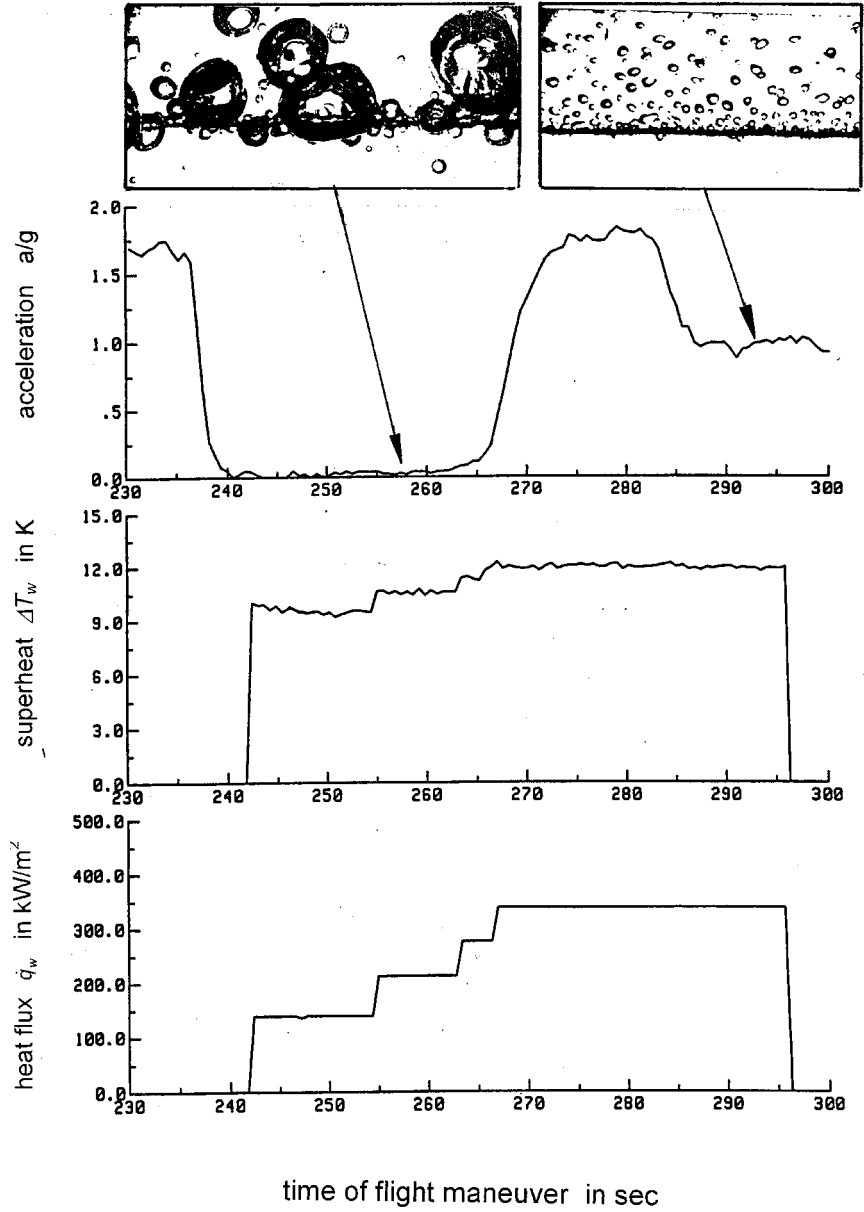 acceleration a/g
2.0
1.5
1.0
.5
0.0
230 240 250 260 270 280 290 300
superheat ΔTw in K
15.0
12.0
9.0
6.0
3.0
0.0
230 240 250 260 270 280 290 300
heat flux q̇w in kW/m²
500.0
400.0
300.0
200.0
100.0
0.0
230 240 250 260 270 280 290 300
time of flight maneuver in sec